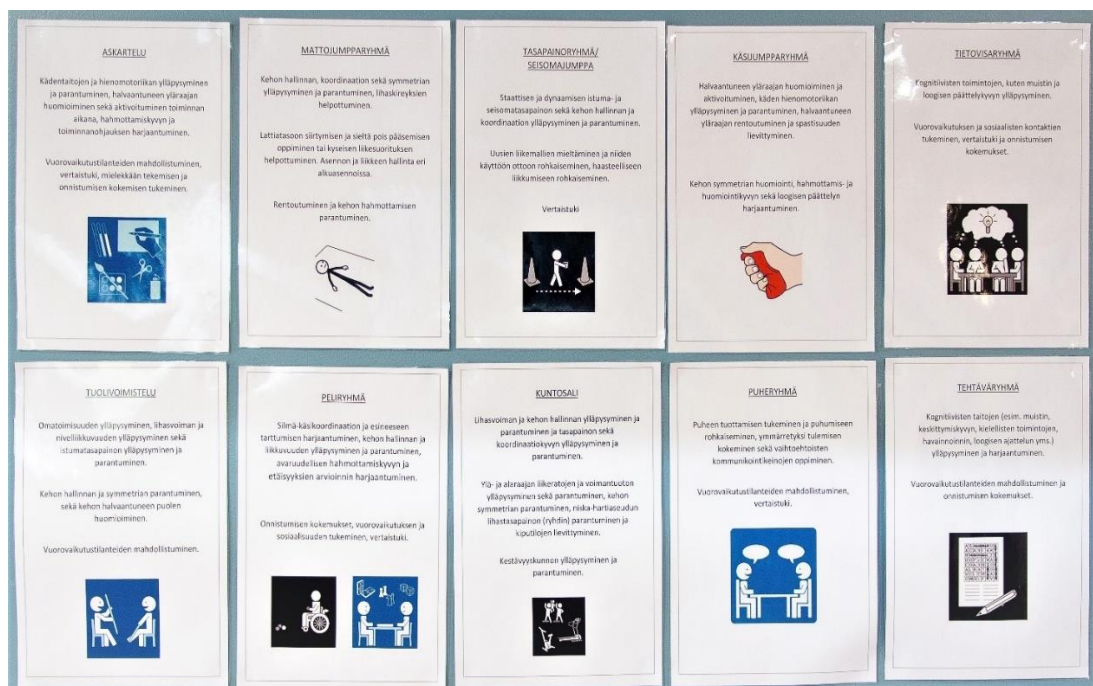 ASKARTELU
Kädentaitojen ja hienomotoriikan ylläpysyminen
ja parantuminen, halvaantuneen yläraajan
huomioiminen sekä aktivoituminen toiminnan
aikana, hahmottamiskyvyn ja
toiminnanohjauksen harjaantuminen.
Vuorovaikutustilanteiden mahdollistuminen,
vertaistuki, mielekkään tekemisen ja
onnistumisen kokemisen tukeminen.
MATTOJUMPPARYHMÄ
Kehon hallinnan, koordinaation sekä symmetrian
ylläpysyminen ja parantuminen, lihaskireyksien
helpottuminen.
Lattiatasoon siirtymisen ja sieltä pois pääsemisen
oppiminen tai kyseisen liikesuorituksen
helpottuminen. Asennon ja liikkeen hallinta eri
alkuasennoissa.
Rentoutuminen ja kehon hahmottamisen
parantuminen.
TASAPAINORYHMÄ/
SEISOMAJUMPPA
Staattisen ja dynaamisen istuma- ja
seisomatasapainon sekä kehon hallinnan ja
koordinaation ylläpysyminen ja parantuminen.
Uusien liikemallien mieltäminen ja niiden
käyttöön ottoon rohkaiseminen, haasteelliseen
liikkumiseen rohkaiseminen.
Vertaistuki
KÄSIJUMPPARYHMÄ
Halvaantuneen yläraajan huomioiminen ja
aktivoituminen, käden hienomotoriikan
ylläpysyminen ja parantuminen, halvaantuneen
yläraajan rentoutuminen ja spastisuuden
lievittyminen.
Kehon symmetrian huomiointi, hahmottamis- ja
huomiointikyvyn sekä loogisen päättelyn
harjaantuminen.
TIETOVISARYHMÄ
Kognitiivisten toimintojen, kuten muistin ja
loogisen päättelykyvyn ylläpysyminen.
Vuorovaikutuksen ja sosiaalisten kontaktien
tukeminen, vertaistuki ja onnistumisen
kokemukset.
TUOLIVOIMISTELU
Omatoimisuuden ylläpysyminen, lihasvoiman ja
nivelliikkuvuuden ylläpysyminen sekä
istumatasapainon ylläpysyminen ja
parantuminen.
Kehon hallinnan ja symmetrian parantuminen,
sekä kehon halvaantuneen puolen
huomioiminen.
Vuorovaikutustilanteiden mahdollistuminen.
PELIRYHMÄ
Silmä-käsikoordinaation ja esineeseen
tarttumisen harjaantuminen, kehon hallinnan ja
liikkuvuuden ylläpysyminen ja parantuminen,
avaruudellisen hahmottamiskyvyn ja
etäisyyksien arvioinnin harjaantuminen.
Onnistumisen kokemukset, vuorovaikutuksen ja
sosiaalisuuden tukeminen, vertaistuki.
KUNTOSALI
Lihasvoiman ja kehon hallinnan ylläpysyminen ja
parantuminen ja tasapainon sekä
koordinaatiokyvyn ylläpysyminen ja
parantuminen.
Ylä- ja alaraajan liikeratojen ja voimantuoton
ylläpysyminen sekä parantuminen, kehon
symmetrian parantuminen, niska-hartiaseudun
lihastasapainon (ryhdin) parantuminen ja
kiputilojen lievittyminen.
Kestävyyskunnon ylläpysyminen ja
parantuminen.
PUHERYHMÄ
Puheen tuottamisen tukeminen ja puhumiseen
rohkaiseminen, ymmärretyksi tulemisen
kokeminen sekä vaihtoehtoisten
kommunikointikeinojen oppiminen.
Vuorovaikutustilanteiden mahdollistuminen,
vertaistuki.
TEHTÄVÄRYHMÄ
Kognitiivisten taitojen (esim. muistin,
keskittymiskyvyn, kielellisten toimintojen,
havainnoinnin, loogisen ajattelun yms.)
ylläpysyminen ja harjaantuminen.
Vuorovaikutustilanteiden mahdollistuminen ja
onnistumisen kokemukset.